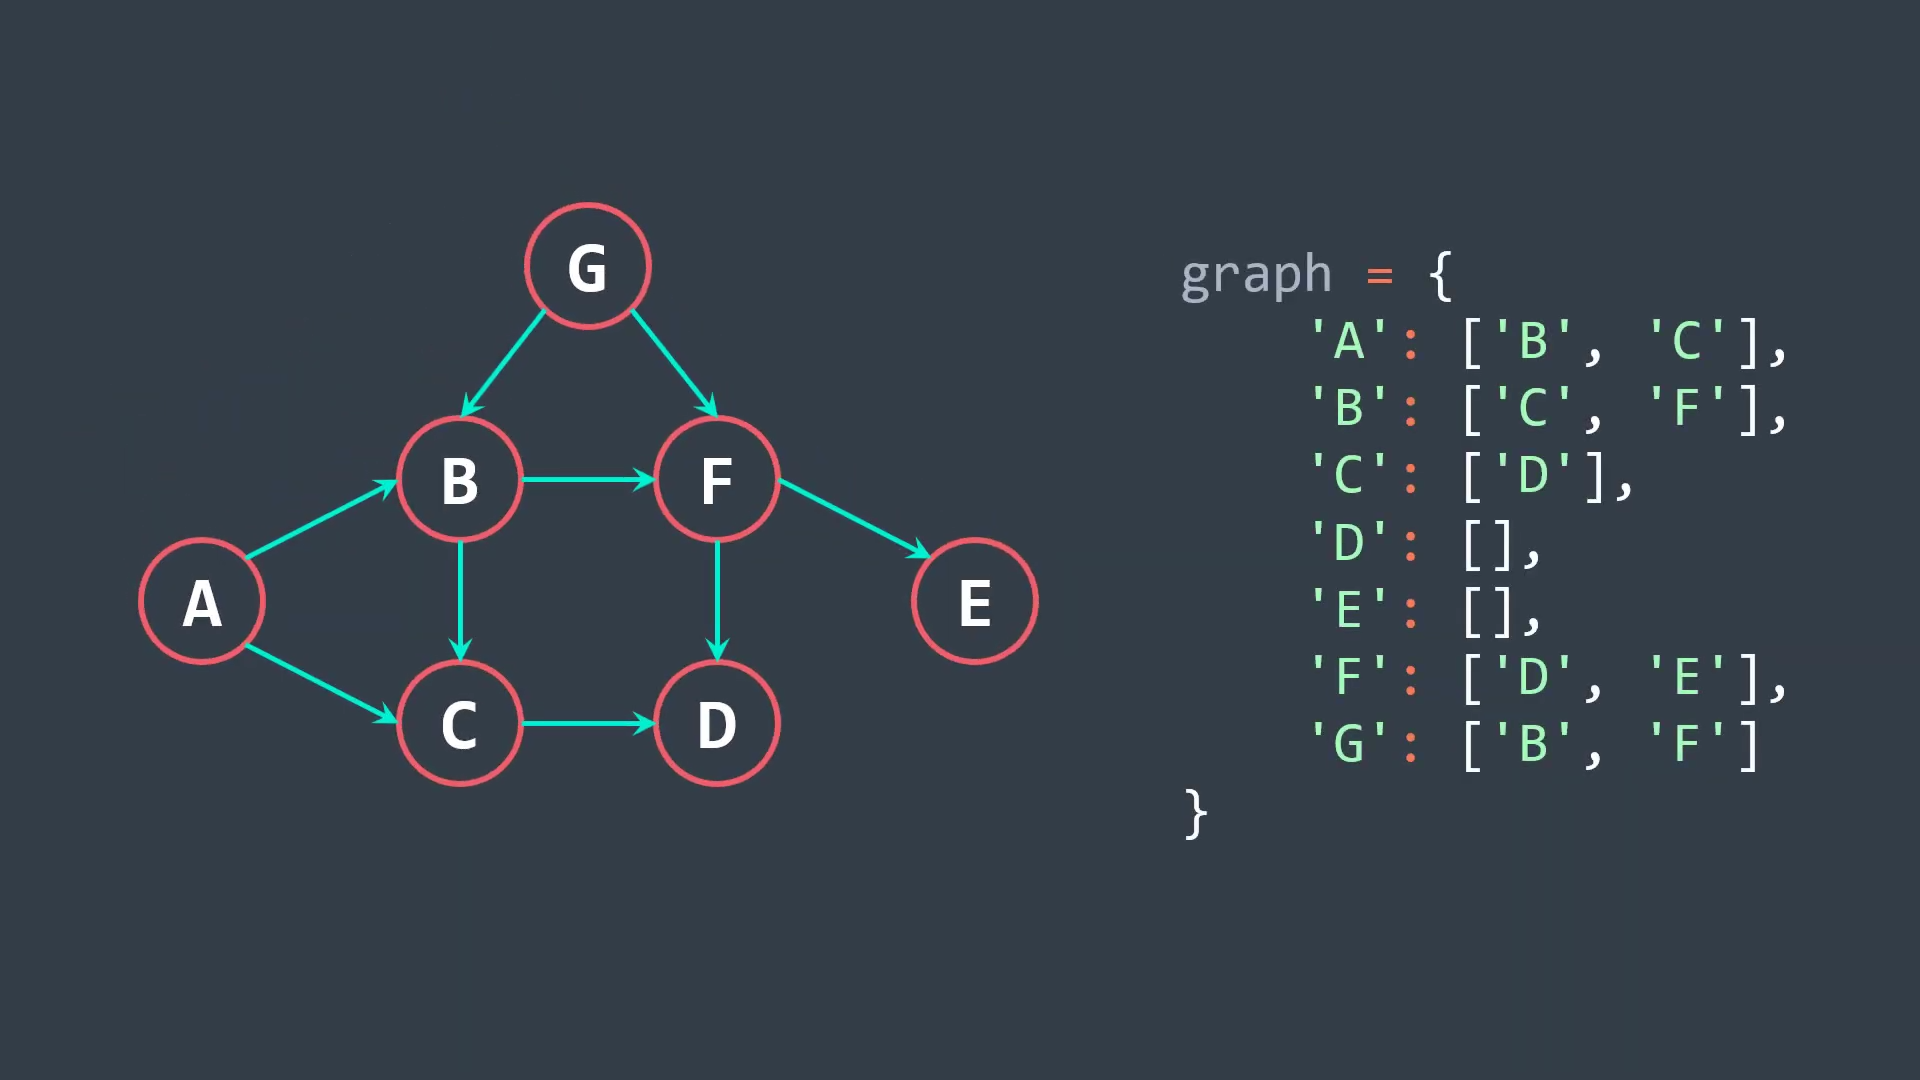 G
B F
A E
C D
graph = {
    'A': ['B', 'C'],
    'B': ['C', 'F'],
    'C': ['D'],
    'D': [],
    'E': [],
    'F': ['D', 'E'],
    'G': ['B', 'F']
}